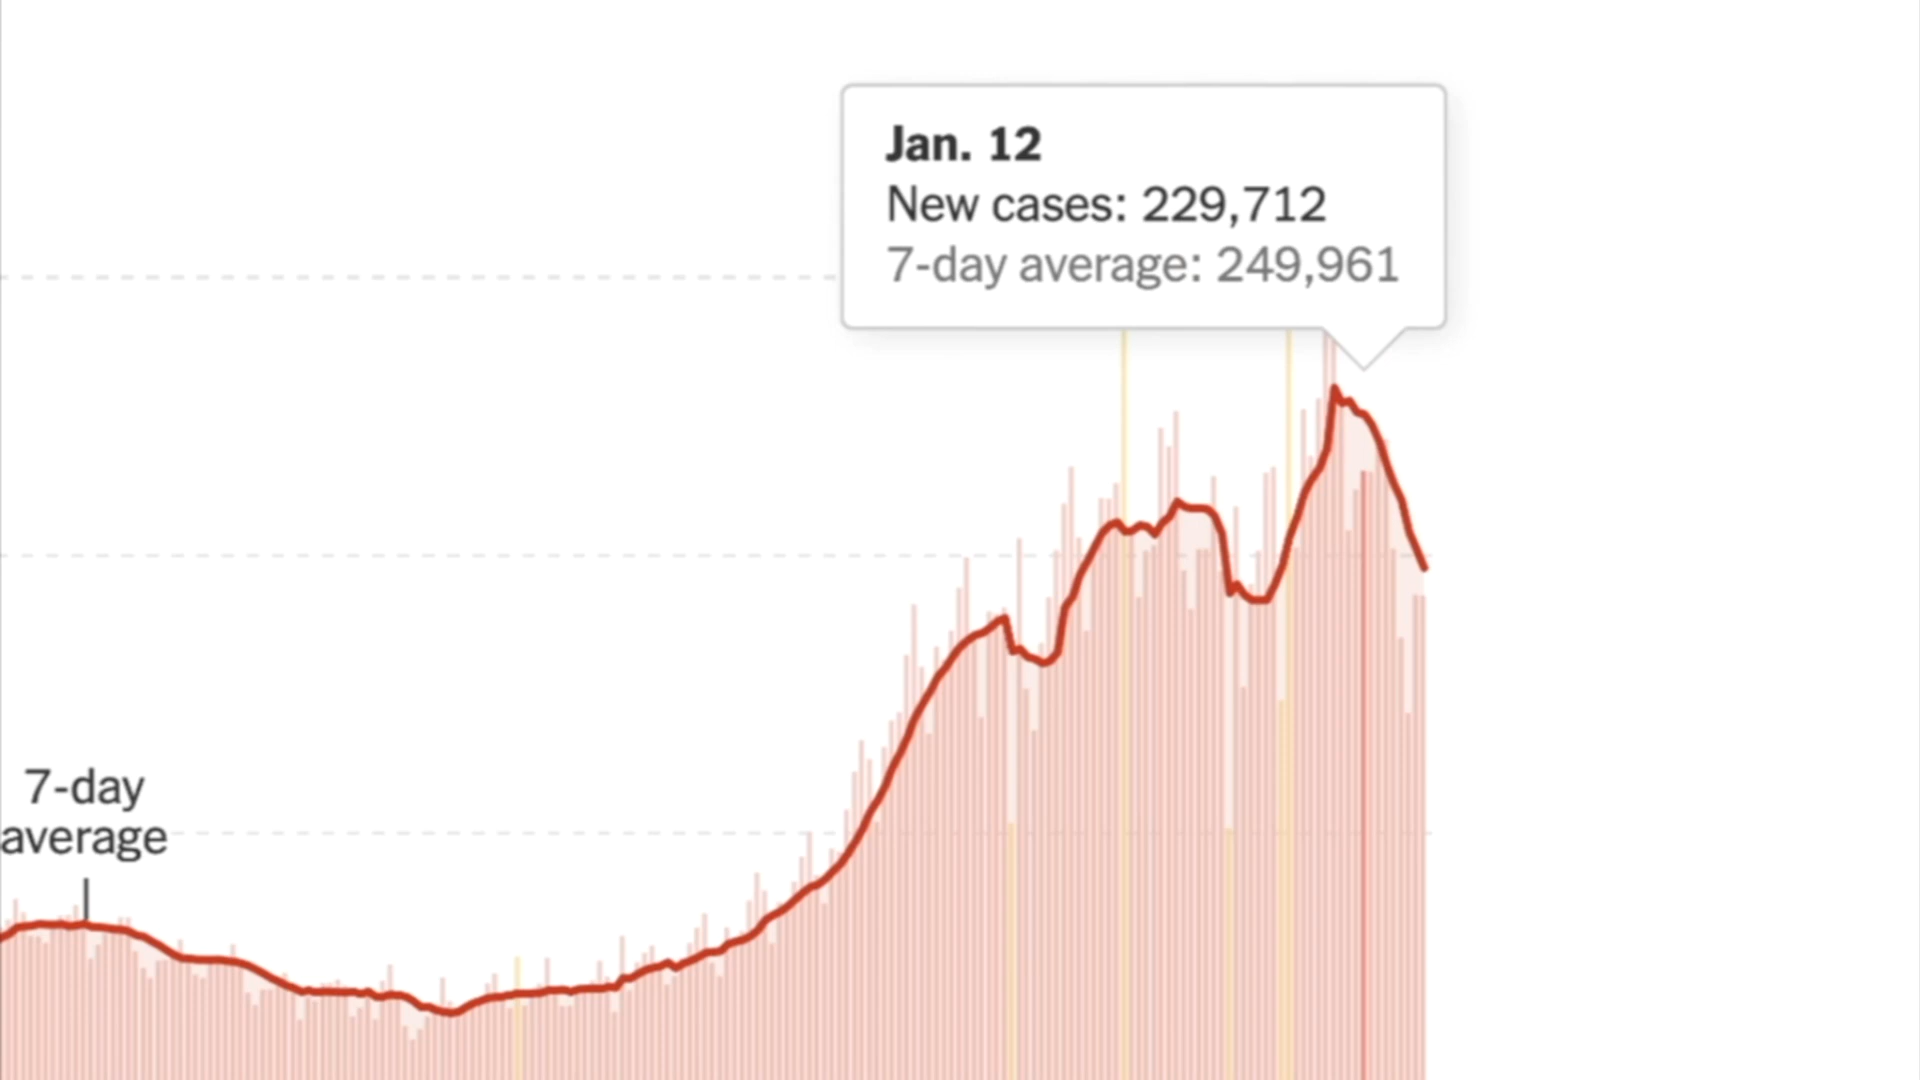 Jan. 12
New cases: 229,712
7-day average: 249,961
7-day
average